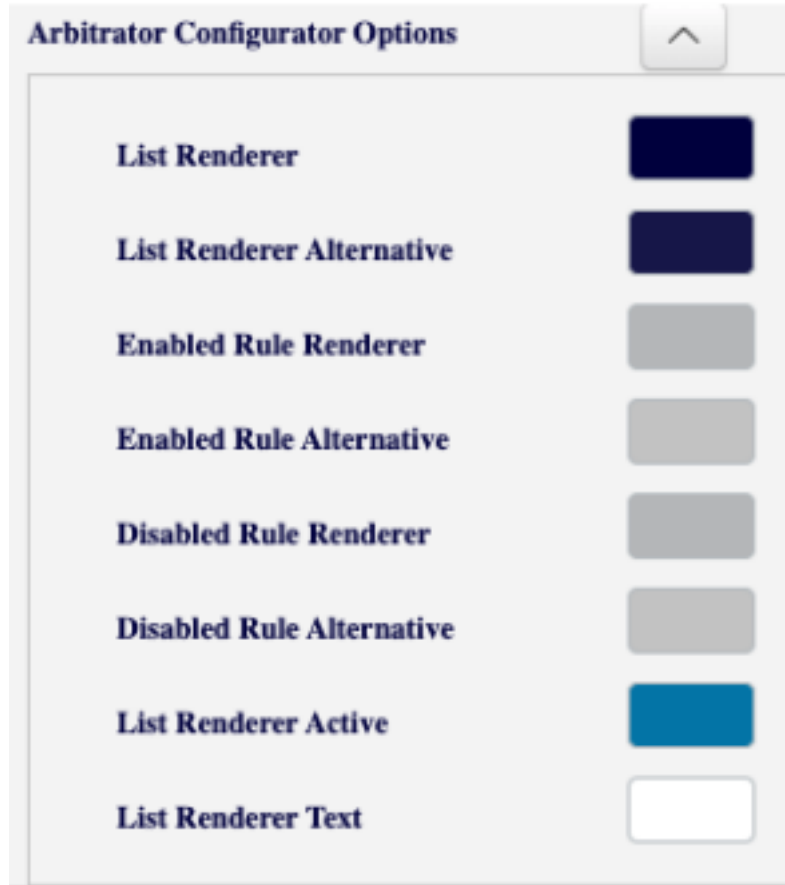 Arbitrator Configurator Options
List Renderer
List Renderer Alternative
Enabled Rule Renderer
Enabled Rule Alternative
Disabled Rule Renderer
Disabled Rule Alternative
List Renderer Active
List Renderer Text